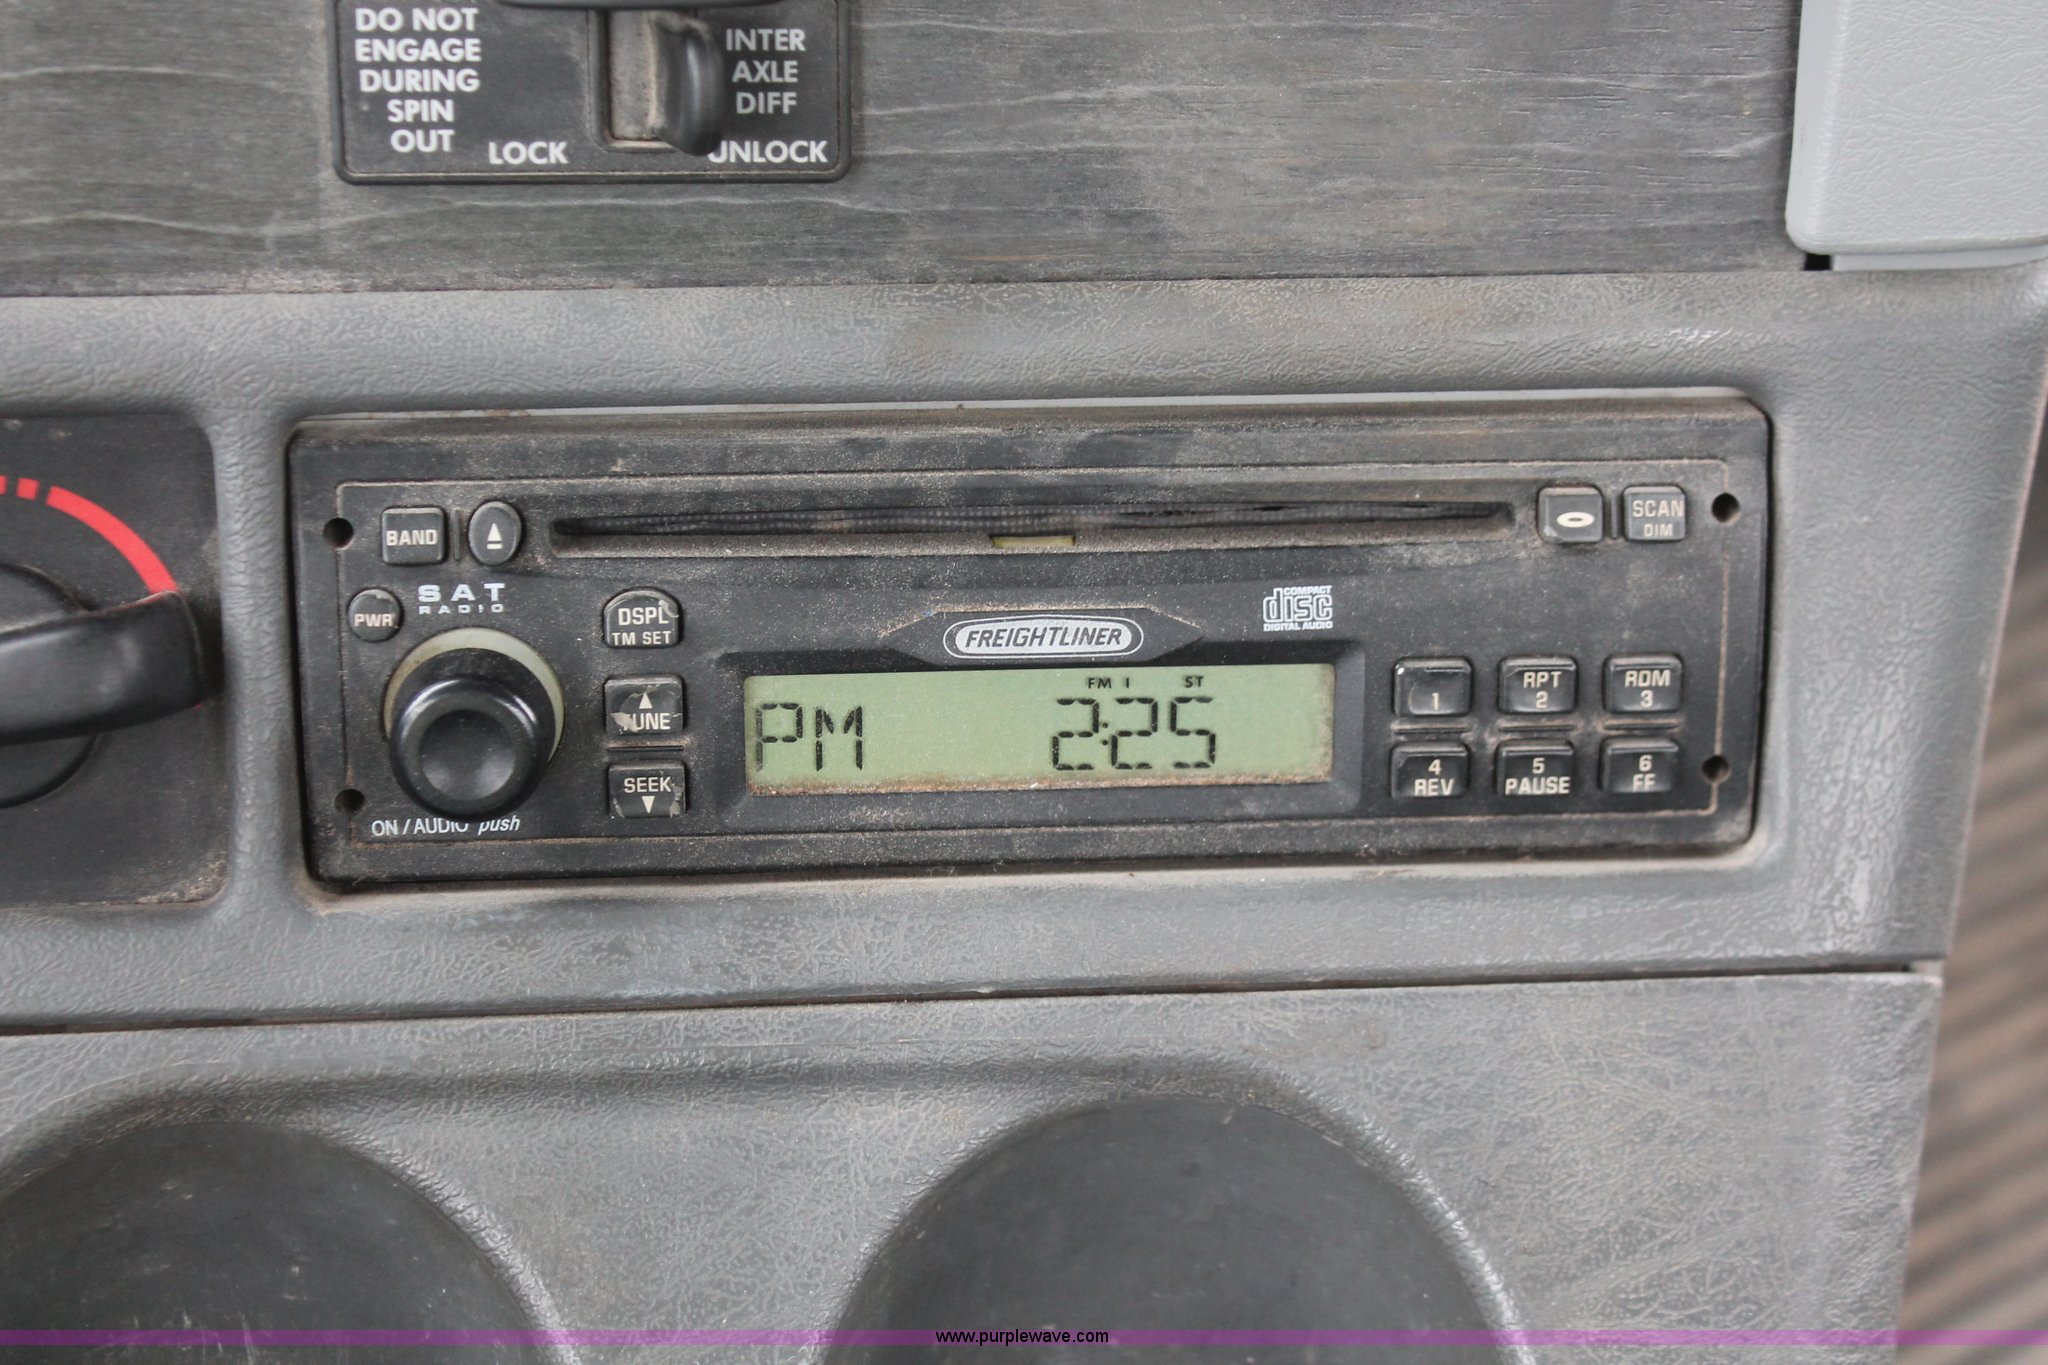 DO NOT
ENGAGE
DURING
SPIN
OUT
LOCK
INTER
AXLE
DIFF
UNLOCK
BAND
SCAN
DIM
SAT
RADIO
PWR
DSPL
TM SET
COMPACT
disc
DIGITAL AUDIO
FREIGHTLINER
TUNE
SEEK
FM 1 ST
PM 2:25
1
RPT
2
RDM
3
4
REV
5
PAUSE
6
FF
ON / AUDIO push
www.purplewave.com